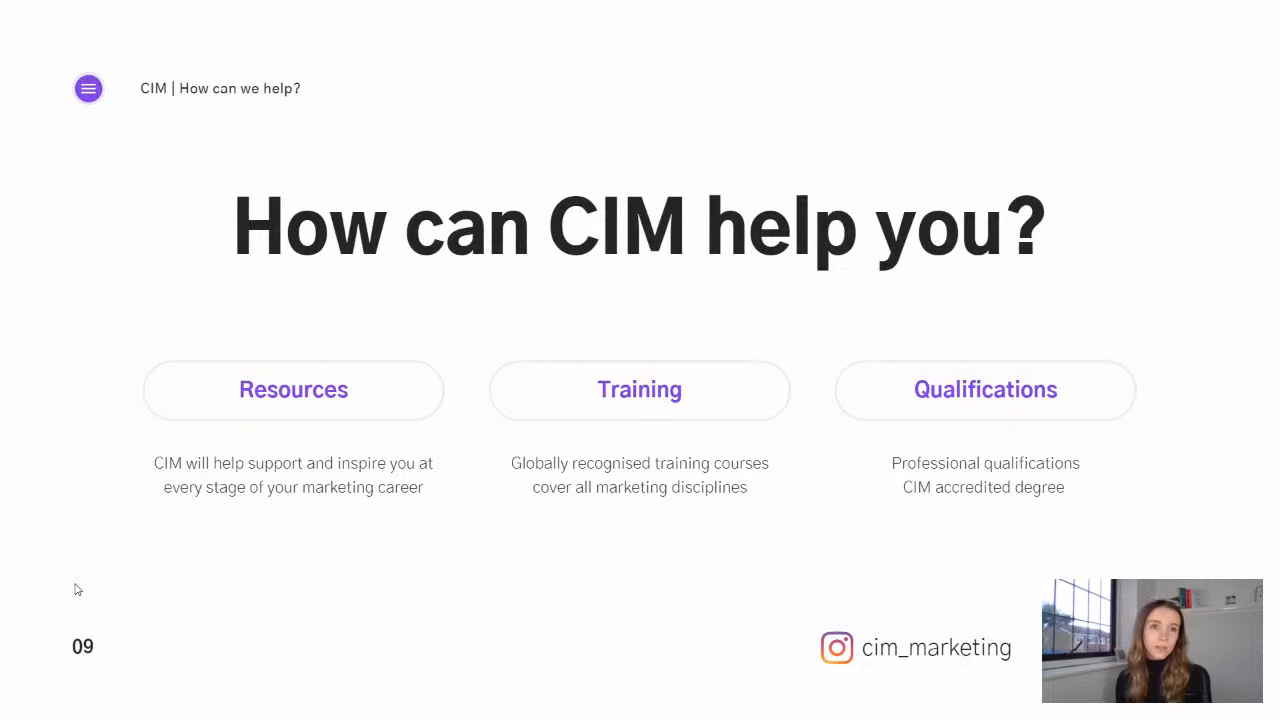 CIM | How can we help?
How can CIM help you?
Resources
CIM will help support and inspire you at
every stage of your marketing career
Training
Globally recognised training courses
cover all marketing disciplines
Qualifications
Professional qualifications
CIM accredited degree
09
cim_marketing